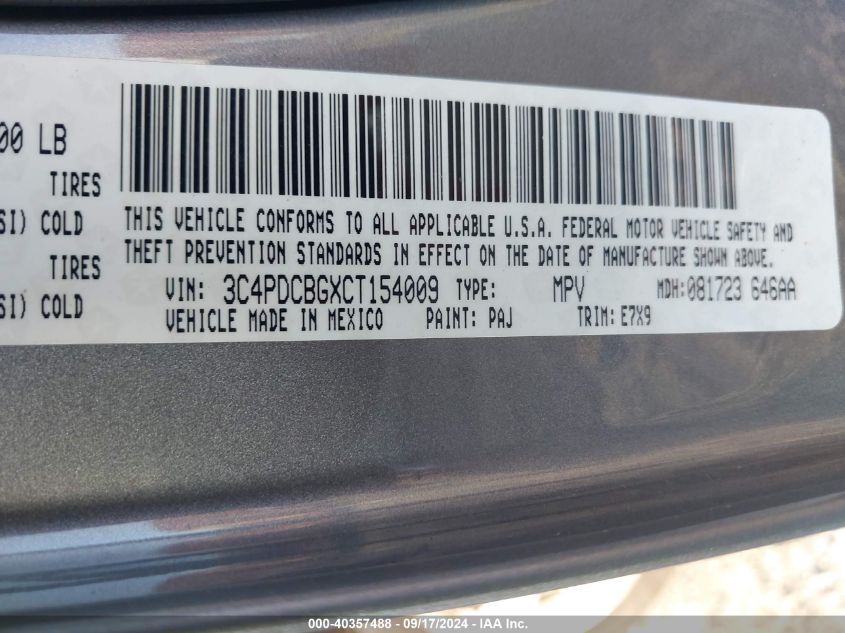 00 LB
TIRES
SI) COLD
TIRES
SI) COLD
THIS VEHICLE CONFORMS TO ALL APPLICABLE U.S.A. FEDERAL MOTOR VEHICLE SAFETY AND
THEFT PREVENTION STANDARDS IN EFFECT ON THE DATE OF MANUFACTURE SHOWN ABOVE.
VIN: 3C4PDCBGXCT154009 TYPE: MPV MDH:081723 646AA
VEHICLE MADE IN MEXICO PAINT: PAJ TRIM: E7X9
000-40357488 - 09/17/2024 - IAA Inc.